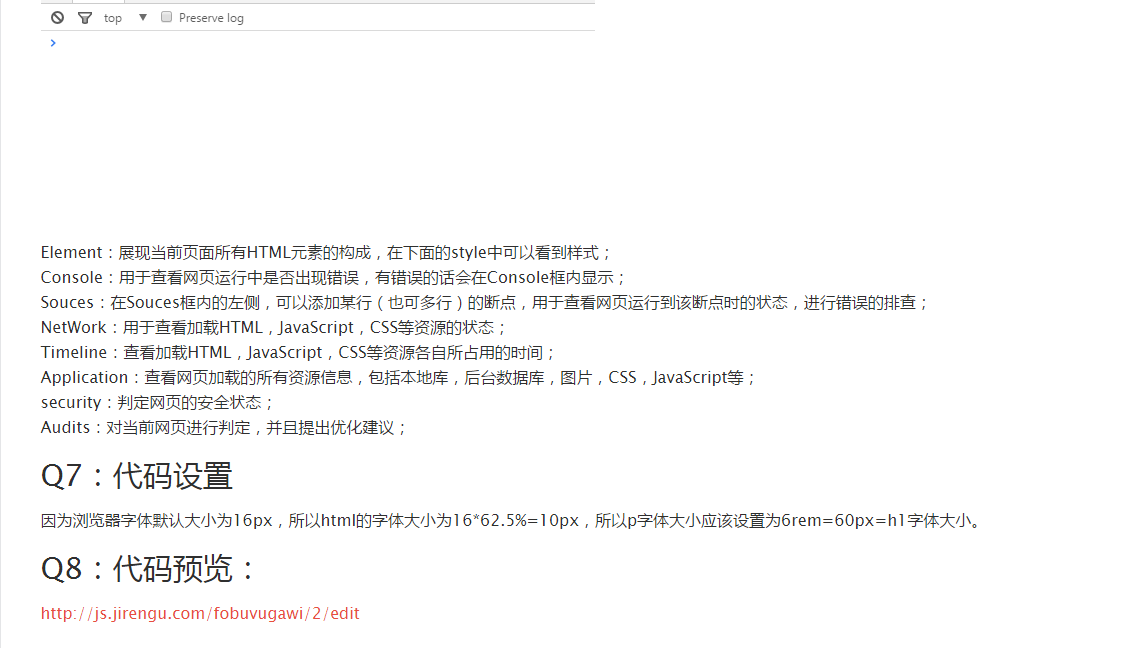 top ▼ Preserve log
>
Element：展现当前页面所有HTML元素的构成，在下面的style中可以看到样式；
Console：用于查看网页运行中是否出现错误，有错误的话会在Console框内显示；
Souces：在Souces框内的左侧，可以添加某行（也可多行）的断点，用于查看网页运行到该断点时的状态，进行错误的排查；
NetWork：用于查看加载HTML，JavaScript，CSS等资源的状态；
Timeline：查看加载HTML，JavaScript，CSS等资源各自所占用的时间；
Application：查看网页加载的所有资源信息，包括本地库，后台数据库，图片，CSS，JavaScript等；
security：判定网页的安全状态；
Audits：对当前网页进行判定，并且提出优化建议；
Q7：代码设置
因为浏览器字体默认大小为16px，所以html的字体大小为16*62.5%=10px，所以p字体大小应该设置为6rem=60px=h1字体大小。
Q8：代码预览：
http://js.jirengu.com/fobuvugawi/2/edit